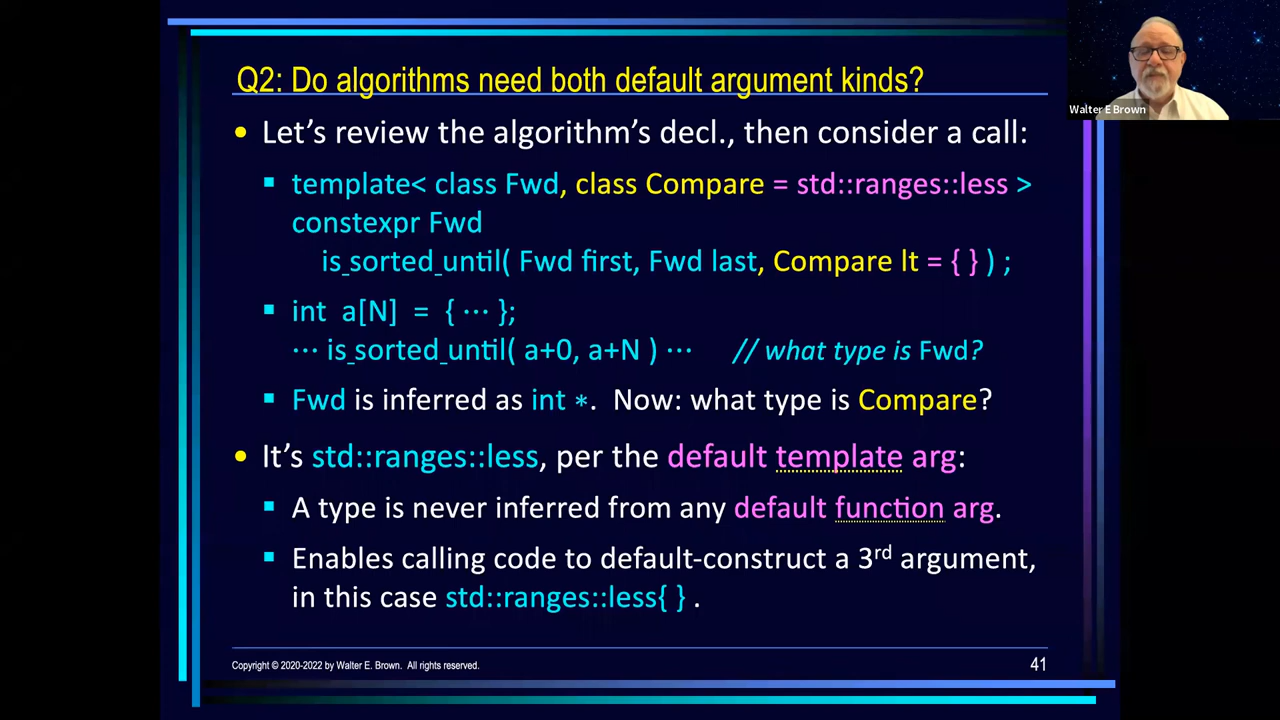 Q2: Do algorithms need both default argument kinds?
Walter E Brown
• Let's review the algorithm's decl., then consider a call:
▪ template< class Fwd, class Compare = std::ranges::less >
constexpr Fwd
is_sorted_until( Fwd first, Fwd last, Compare lt = { } ) ;
▪ int a[N] = { ··· };
··· is_sorted_until( a+0, a+N ) ··· // what type is Fwd?
▪ Fwd is inferred as int *. Now: what type is Compare?
• It's std::ranges::less, per the default template arg:
▪ A type is never inferred from any default function arg.
▪ Enables calling code to default-construct a 3rd argument,
in this case std::ranges::less{ } .
Copyright © 2020-2022 by Walter E. Brown. All rights reserved.
41